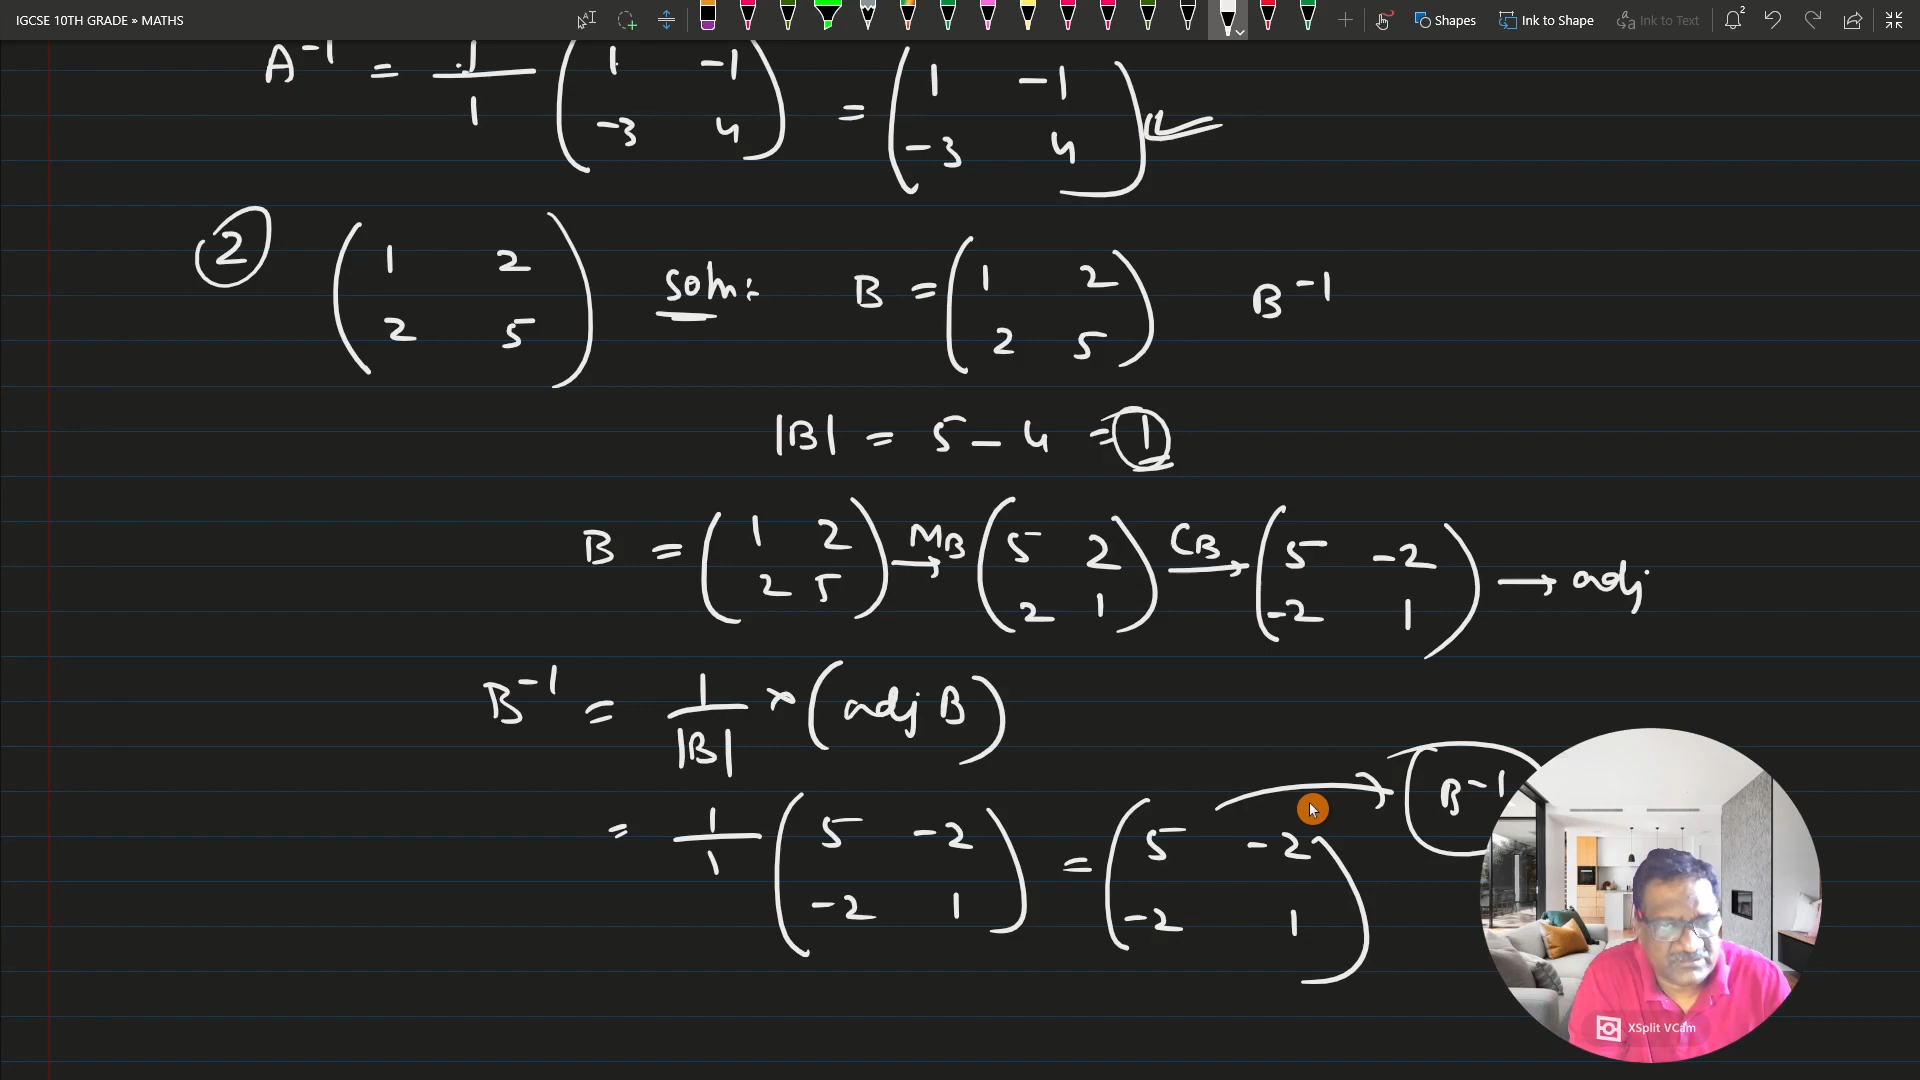 IGCSE 10TH GRADE » MATHS
Shapes Ink to Shape Ink to Text 2
A⁻¹ = 1/1 (1 -1; -3 4) = (1 -1; -3 4)
② (1 2; 2 5) soln: B = (1 2; 2 5) B⁻¹
|B| = 5 - 4 = 1
B = (1 2; 2 5) → MB (5 2; 2 1) → CB (5 -2; -2 1) → adj
B⁻¹ = 1/|B| × (adj B)
= 1/1 (5 -2; -2 1) = (5 -2; -2 1) → B⁻¹
XSplit VCam